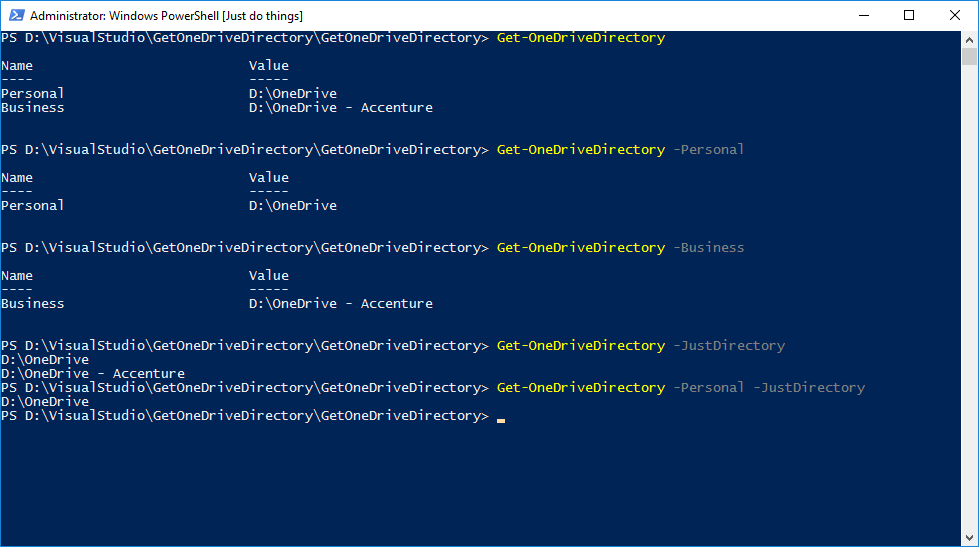 Administrator: Windows PowerShell [Just do things]
PS D:\VisualStudio\GetOneDriveDirectory\GetOneDriveDirectory> Get-OneDriveDirectory
Name                           Value
----                           -----
Personal                       D:\OneDrive
Business                       D:\OneDrive - Accenture
PS D:\VisualStudio\GetOneDriveDirectory\GetOneDriveDirectory> Get-OneDriveDirectory -Personal
Name                           Value
----                           -----
Personal                       D:\OneDrive
PS D:\VisualStudio\GetOneDriveDirectory\GetOneDriveDirectory> Get-OneDriveDirectory -Business
Name                           Value
----                           -----
Business                       D:\OneDrive - Accenture
PS D:\VisualStudio\GetOneDriveDirectory\GetOneDriveDirectory> Get-OneDriveDirectory -JustDirectory
D:\OneDrive
D:\OneDrive - Accenture
PS D:\VisualStudio\GetOneDriveDirectory\GetOneDriveDirectory> Get-OneDriveDirectory -Personal -JustDirectory
D:\OneDrive
PS D:\VisualStudio\GetOneDriveDirectory\GetOneDriveDirectory>